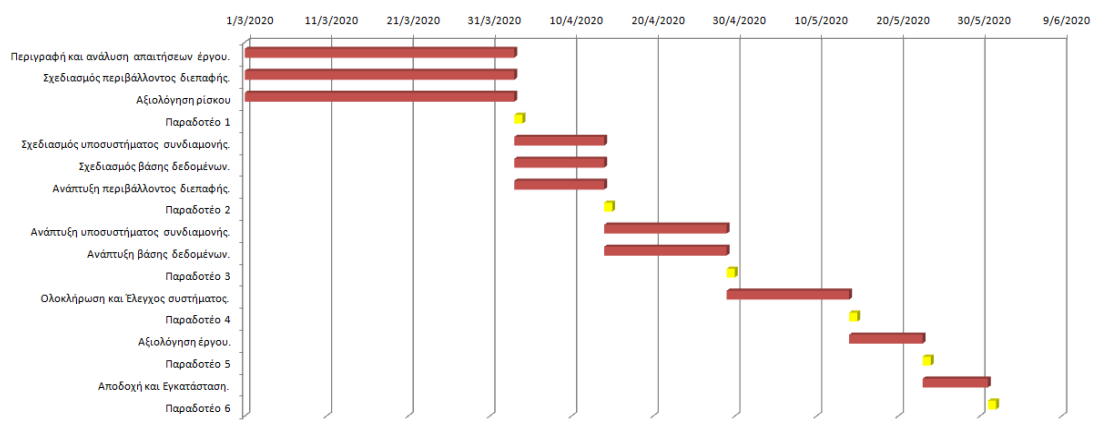 1/3/2020 11/3/2020 21/3/2020 31/3/2020 10/4/2020 20/4/2020 30/4/2020 10/5/2020 20/5/2020 30/5/2020 9/6/2020
Περιγραφή και ανάλυση απαιτήσεων έργου.
Σχεδιασμός περιβάλλοντος διεπαφής.
Αξιολόγηση ρίσκου
Παραδοτέο 1
Σχεδιασμός υποσυστήματος συνδιαμονής.
Σχεδιασμός βάσης δεδομένων.
Ανάπτυξη περιβάλλοντος διεπαφής.
Παραδοτέο 2
Ανάπτυξη υποσυστήματος συνδιαμονής.
Ανάπτυξη βάσης δεδομένων.
Παραδοτέο 3
Ολοκλήρωση και Έλεγχος συστήματος.
Παραδοτέο 4
Αξιολόγηση έργου.
Παραδοτέο 5
Αποδοχή και Εγκατάσταση.
Παραδοτέο 6